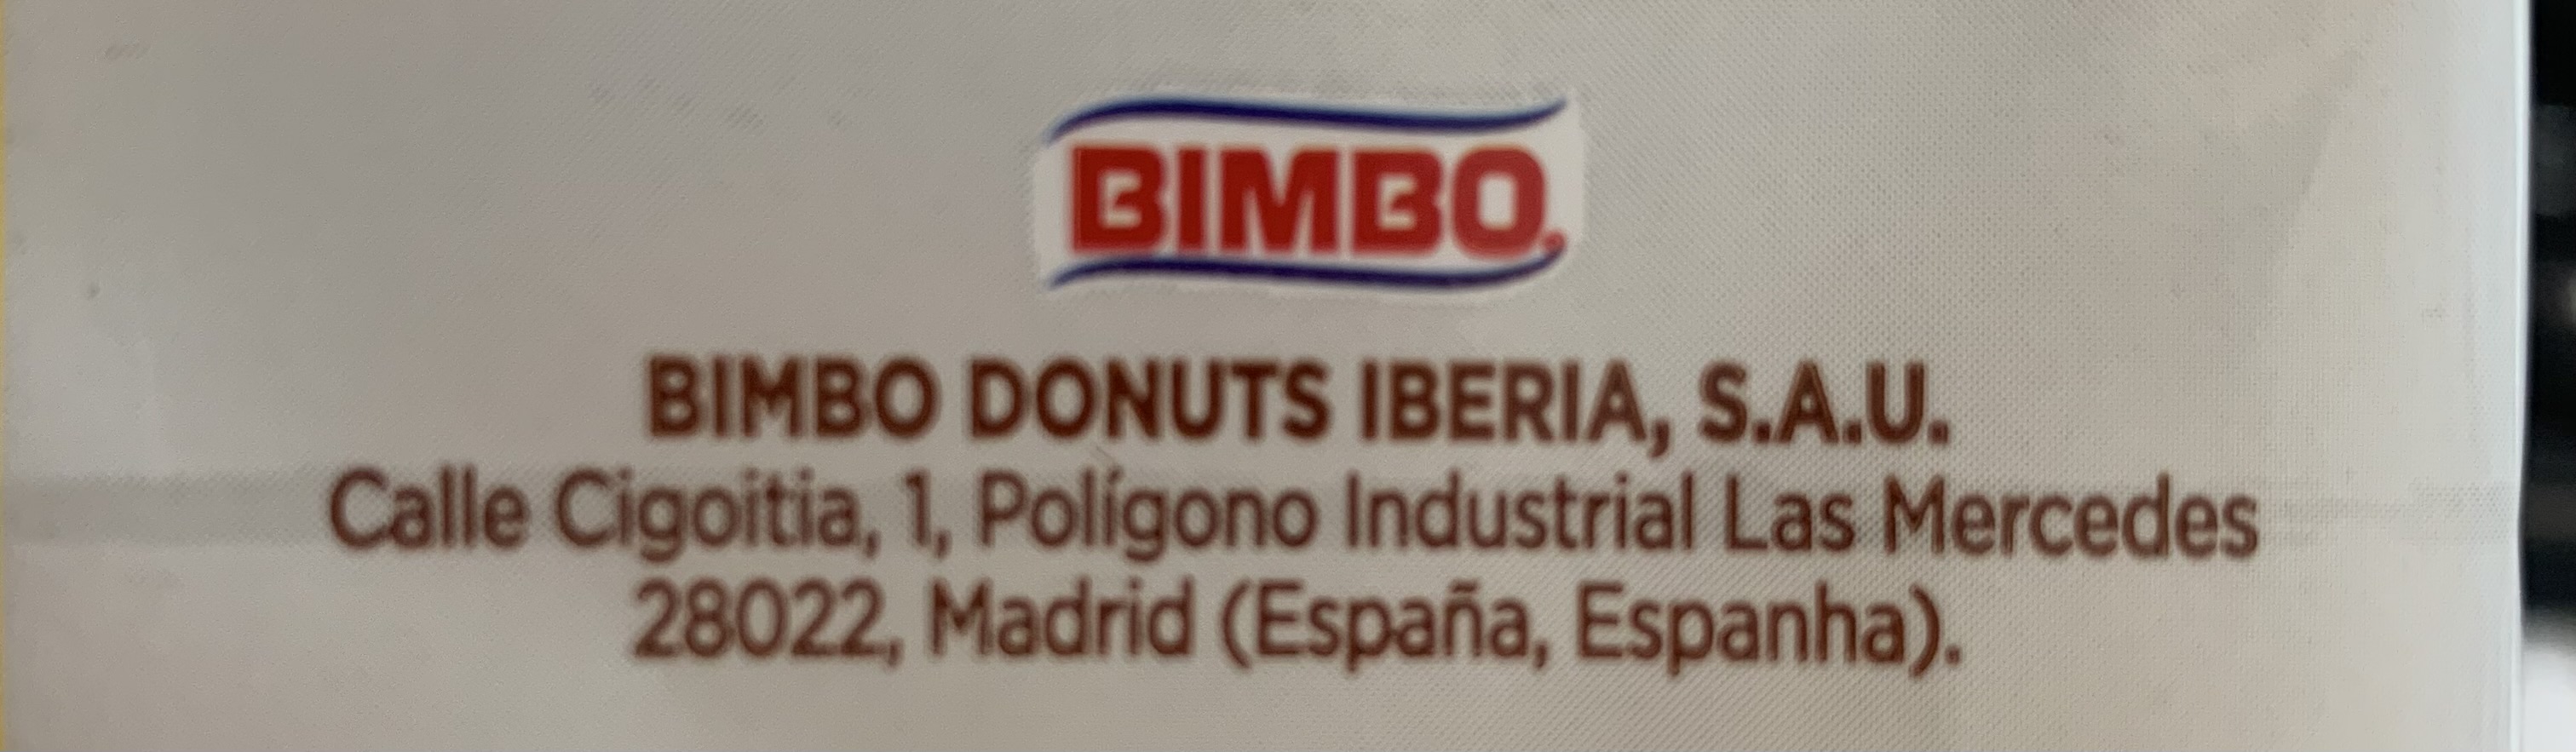 BIMBO.
BIMBO DONUTS IBERIA, S.A.U.
Calle Cigoitia, 1, Polígono Industrial Las Mercedes
28022, Madrid (España, Espanha).